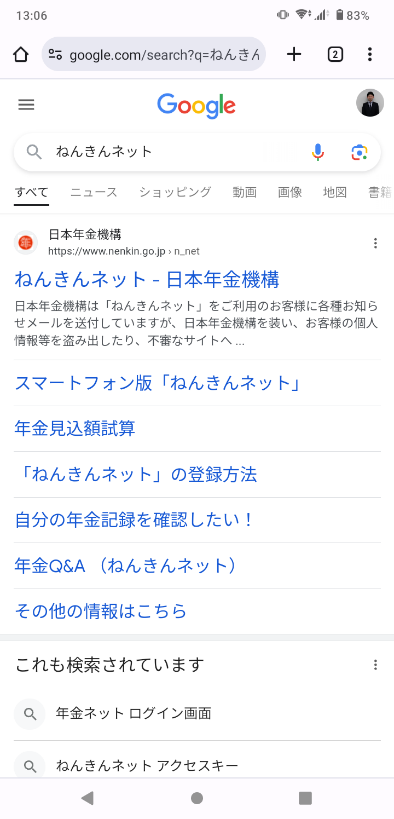 13:06
83%
google.com/search?q=ねんきん
2
Google
ねんきんネット
すべて ニュース ショッピング 動画 画像 地図 書籍
年
日本年金機構
https://www.nenkin.go.jp › n_net
ねんきんネット - 日本年金機構
日本年金機構は「ねんきんネット」をご利用のお客様に各種お知
らせメールを送付していますが、日本年金機構を装い、お客様の個人
情報等を盗み出したり、不審なサイトへ ...
スマートフォン版「ねんきんネット」
年金見込額試算
「ねんきんネット」の登録方法
自分の年金記録を確認したい！
年金Q&A （ねんきんネット）
その他の情報はこちら
これも検索されています
年金ネット ログイン画面
ねんきんネット アクセスキー